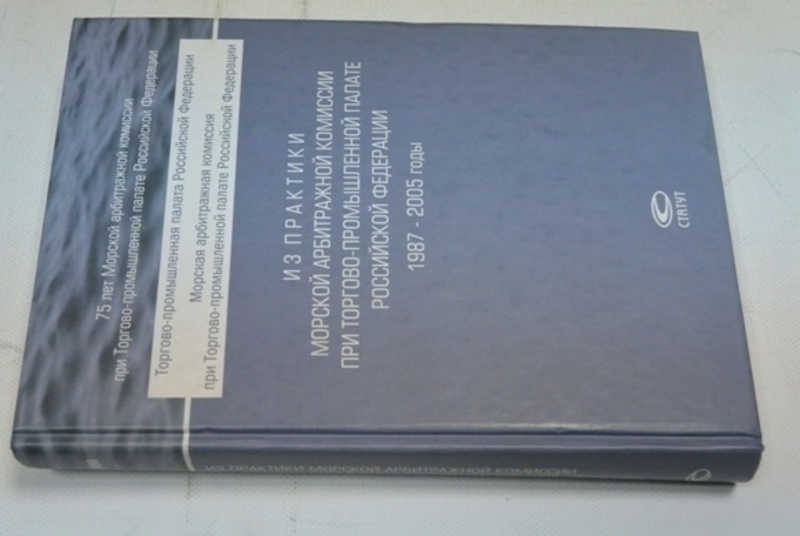 75 лет Морской арбитражной комиссии
при Торгово-промышленной палате Российской Федерации
Торгово-промышленная палата Российской Федерации
Морская арбитражная комиссия
при Торгово-промышленной палате Российской Федерации
ИЗ ПРАКТИКИ
МОРСКОЙ АРБИТРАЖНОЙ КОМИССИИ
ПРИ ТОРГОВО-ПРОМЫШЛЕННОЙ ПАЛАТЕ
РОССИЙСКОЙ ФЕДЕРАЦИИ
1987 - 2005 годы
СТАТУТ
ИЗ ПРАКТИКИ МОРСКОЙ АРБИТРАЖНОЙ КОМИССИИ